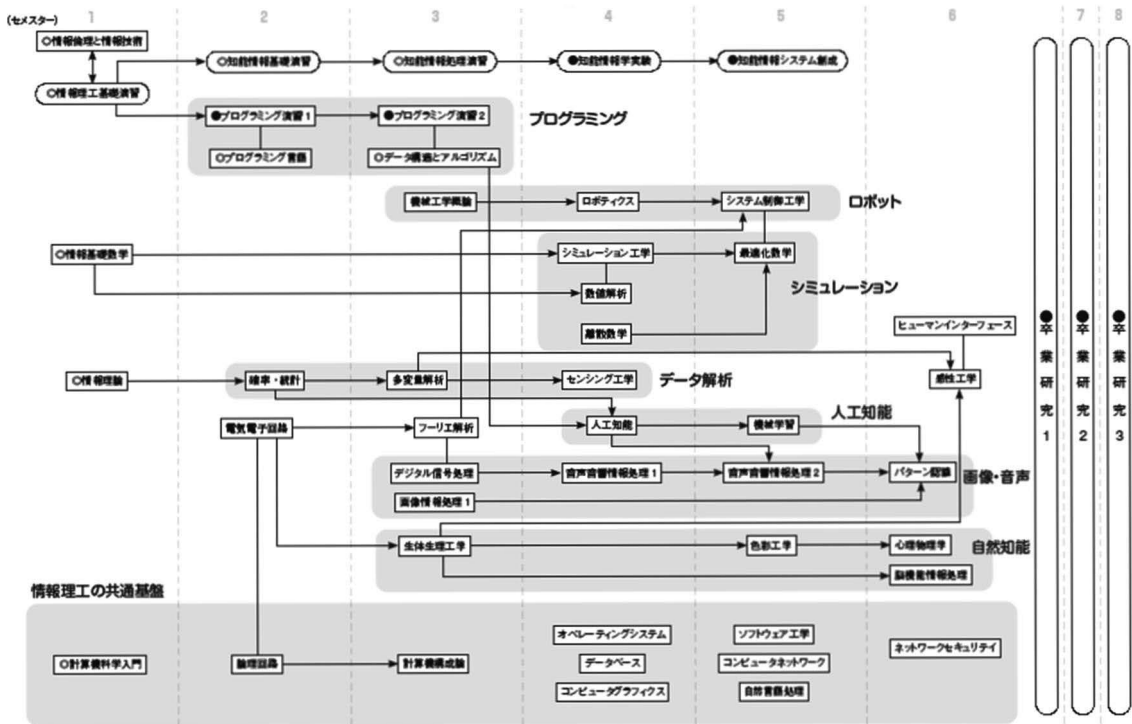 (セメスター)
1 2 3 4 5 6 7 8
○情報倫理と情報技術
○知能情報基礎演習 ○知能情報処理演習 ●知能情報学実験 ●知能情報システム創成
○情報理工基礎演習
●プログラミング演習1 ●プログラミング演習2 プログラミング
○プログラミング言語 ○データ構造とアルゴリズム
機械工学概論 ロボティクス システム制御工学 ロボット
○情報基礎数学 シミュレーション工学 最適化数学
数値解析 シミュレーション
離散数学 ヒューマンインターフェース
○情報理論 確率・統計 多変量解析 センシング工学 データ解析 感性工学
人工知能
電気電子回路 フーリエ解析 人工知能 機械学習
デジタル信号処理 音声音響情報処理1 音声音響情報処理2 パターン認識 画像・音声
画像情報処理1
生体生理工学 色彩工学 心理物理学 自然知能
脳機能情報処理
情報理工の共通基盤
オペレーティングシステム ソフトウェア工学
ネットワークセキュリテイ
○計算機科学入門 論理回路 計算機構成論 データベース コンピュータネットワーク
コンピュータグラフィクス 自然言語処理
●卒業研究1
●卒業研究2
●卒業研究3